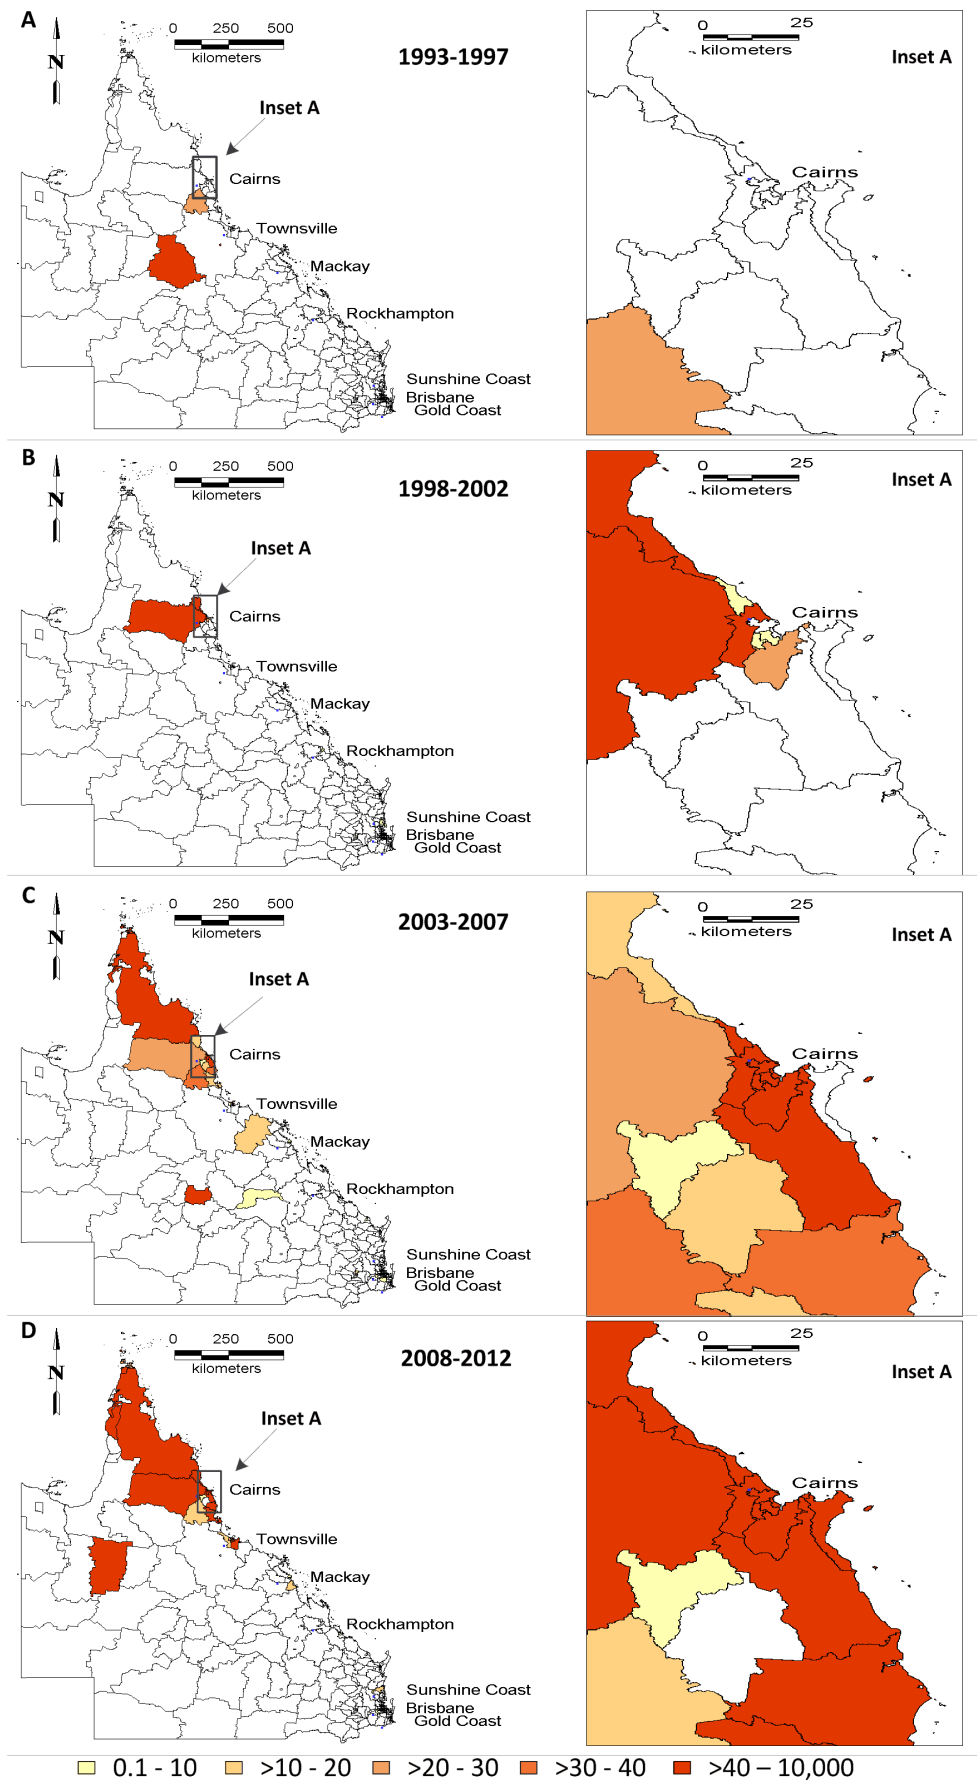 A
0 250 500
kilometers
N
1993-1997
Inset A
Cairns
Townsville
Mackay
Rockhampton
Sunshine Coast
Brisbane
Gold Coast
0 25
kilometers
Inset A
Cairns
B
0 250 500
kilometers
N
1998-2002
Inset A
Cairns
Townsville
Mackay
Rockhampton
Sunshine Coast
Brisbane
Gold Coast
0 25
kilometers
Inset A
Cairns
C
0 250 500
kilometers
N
2003-2007
Inset A
Cairns
Townsville
Mackay
Rockhampton
Sunshine Coast
Brisbane
Gold Coast
0 25
kilometers
Inset A
Cairns
D
0 250 500
kilometers
N
2008-2012
Inset A
Cairns
Townsville
Mackay
Rockhampton
Sunshine Coast
Brisbane
Gold Coast
0 25
kilometers
Inset A
Cairns
0.1 - 10 >10 - 20 >20 - 30 >30 - 40 >40 – 10,000